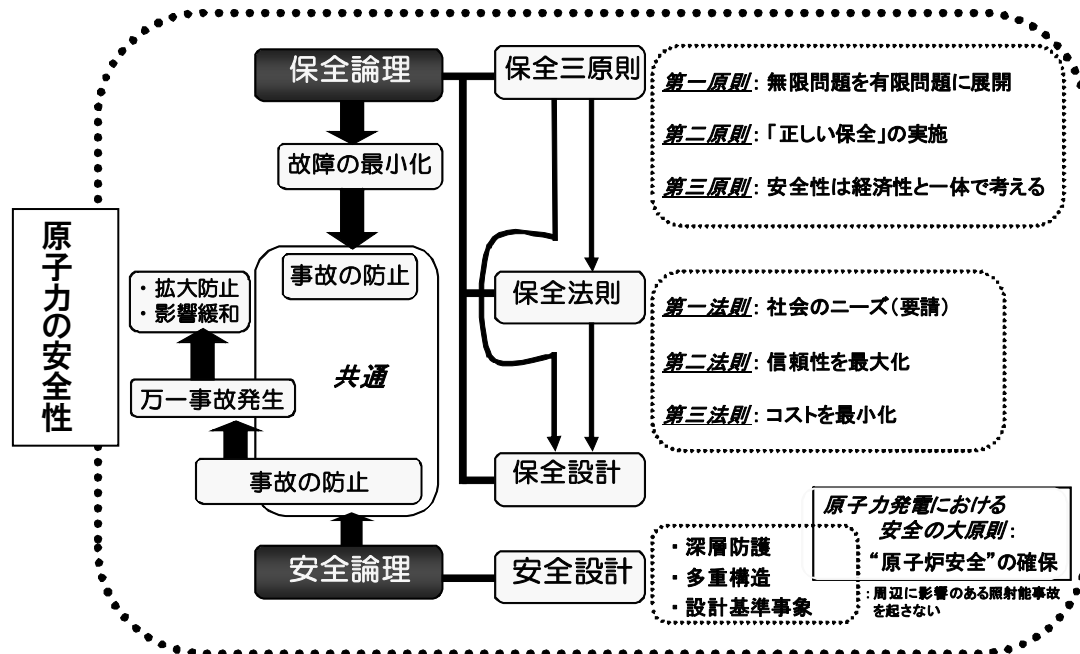 原子力の安全性
保全論理
故障の最小化
事故の防止
共通
・拡大防止
・影響緩和
万一事故発生
事故の防止
安全論理
保全三原則
保全法則
保全設計
安全設計
第一原則：無限問題を有限問題に展開
第二原則：「正しい保全」の実施
第三原則：安全性は経済性と一体で考える
第一法則：社会のニーズ（要請）
第二法則：信頼性を最大化
第三法則：コストを最小化
・深層防護
・多重構造
・設計基準事象
原子力発電における
安全の大原則：
“原子炉安全”の確保
：周辺に影響のある照射能事故
を起さない